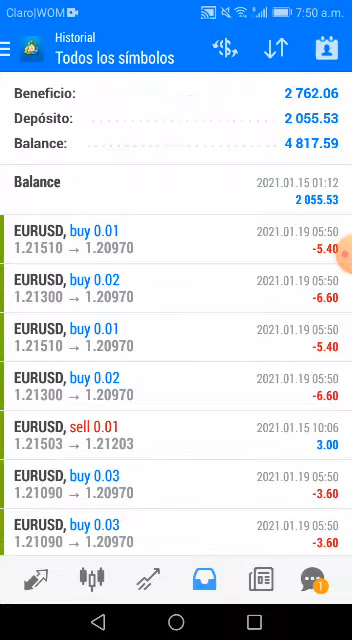 Claro|WOM 7:50 a.m.
Historial
Todos los símbolos
Beneficio: 2 762.06
Depósito: 2 055.53
Balance: 4 817.59
Balance 2021.01.15 01:12
2 055.53
EURUSD, buy 0.01 2021.01.19 05:50
1.21510 → 1.20970 -5.40
EURUSD, buy 0.02 2021.01.19 05:50
1.21300 → 1.20970 -6.60
EURUSD, buy 0.01 2021.01.19 05:50
1.21510 → 1.20970 -5.40
EURUSD, buy 0.02 2021.01.19 05:50
1.21300 → 1.20970 -6.60
EURUSD, sell 0.01 2021.01.15 10:06
1.21503 → 1.21203 3.00
EURUSD, buy 0.03 2021.01.19 05:50
1.21090 → 1.20970 -3.60
EURUSD, buy 0.03 2021.01.19 05:50
1.21090 → 1.20970 -3.60
1